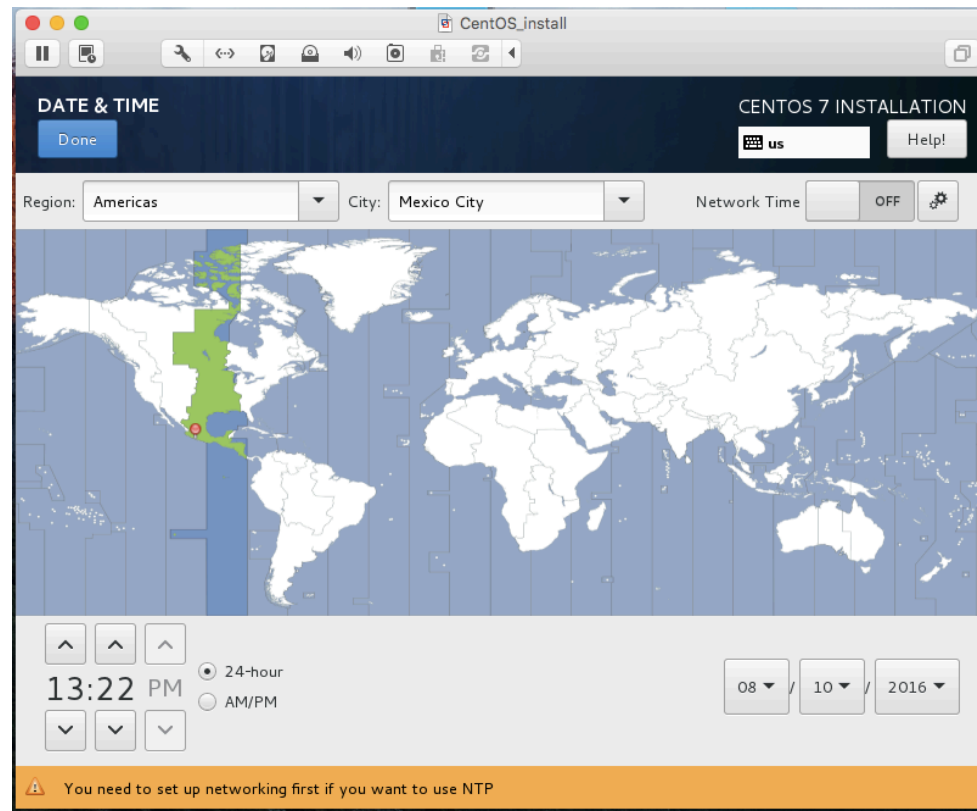 CentOS_install
DATE & TIME
CENTOS 7 INSTALLATION
Done
us
Help!
Region: Americas City: Mexico City Network Time OFF
24-hour
13:22 PM
AM/PM
08 / 10 / 2016
You need to set up networking first if you want to use NTP